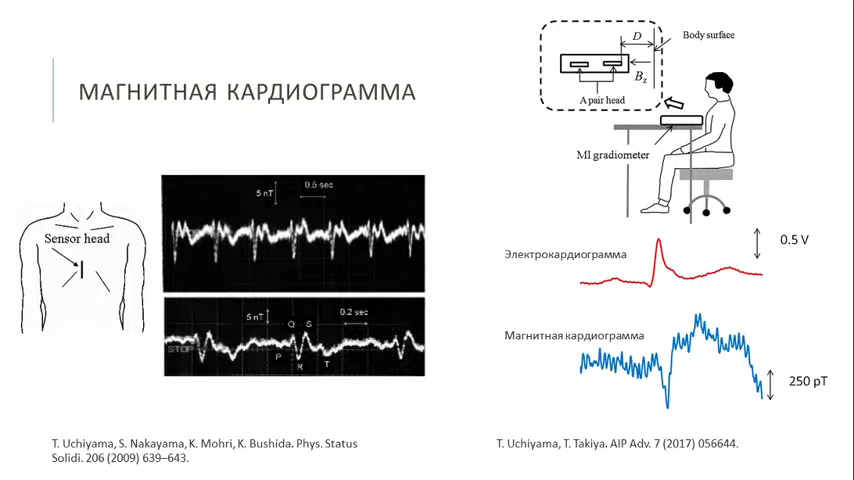 МАГНИТНАЯ КАРДИОГРАММА
Sensor head
5 nT
0.5 sec
5 nT
0.2 sec
Q S
STOP
P
R
T
T. Uchiyama, S. Nakayama, K. Mohri, K. Bushida. Phys. Status
Solidi. 206 (2009) 639–643.
D
Body surface
Bz
A pair head
MI gradiometer
Электрокардиограмма
0.5 V
Магнитная кардиограмма
250 pT
T. Uchiyama, T. Takiya. AIP Adv. 7 (2017) 056644.